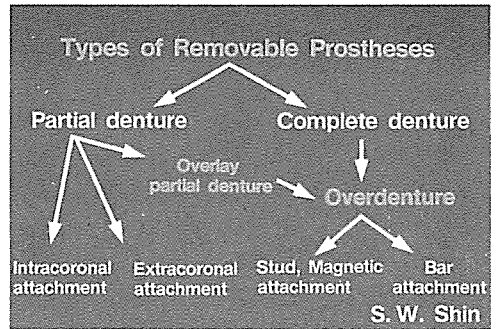 Types of Removable Prostheses
Partial denture
Complete denture
Overlay
partial denture
Overdenture
Intracoronal
attachment
Extracoronal
attachment
Stud, Magnetic
attachment
Bar
attachment
S. W. Shin